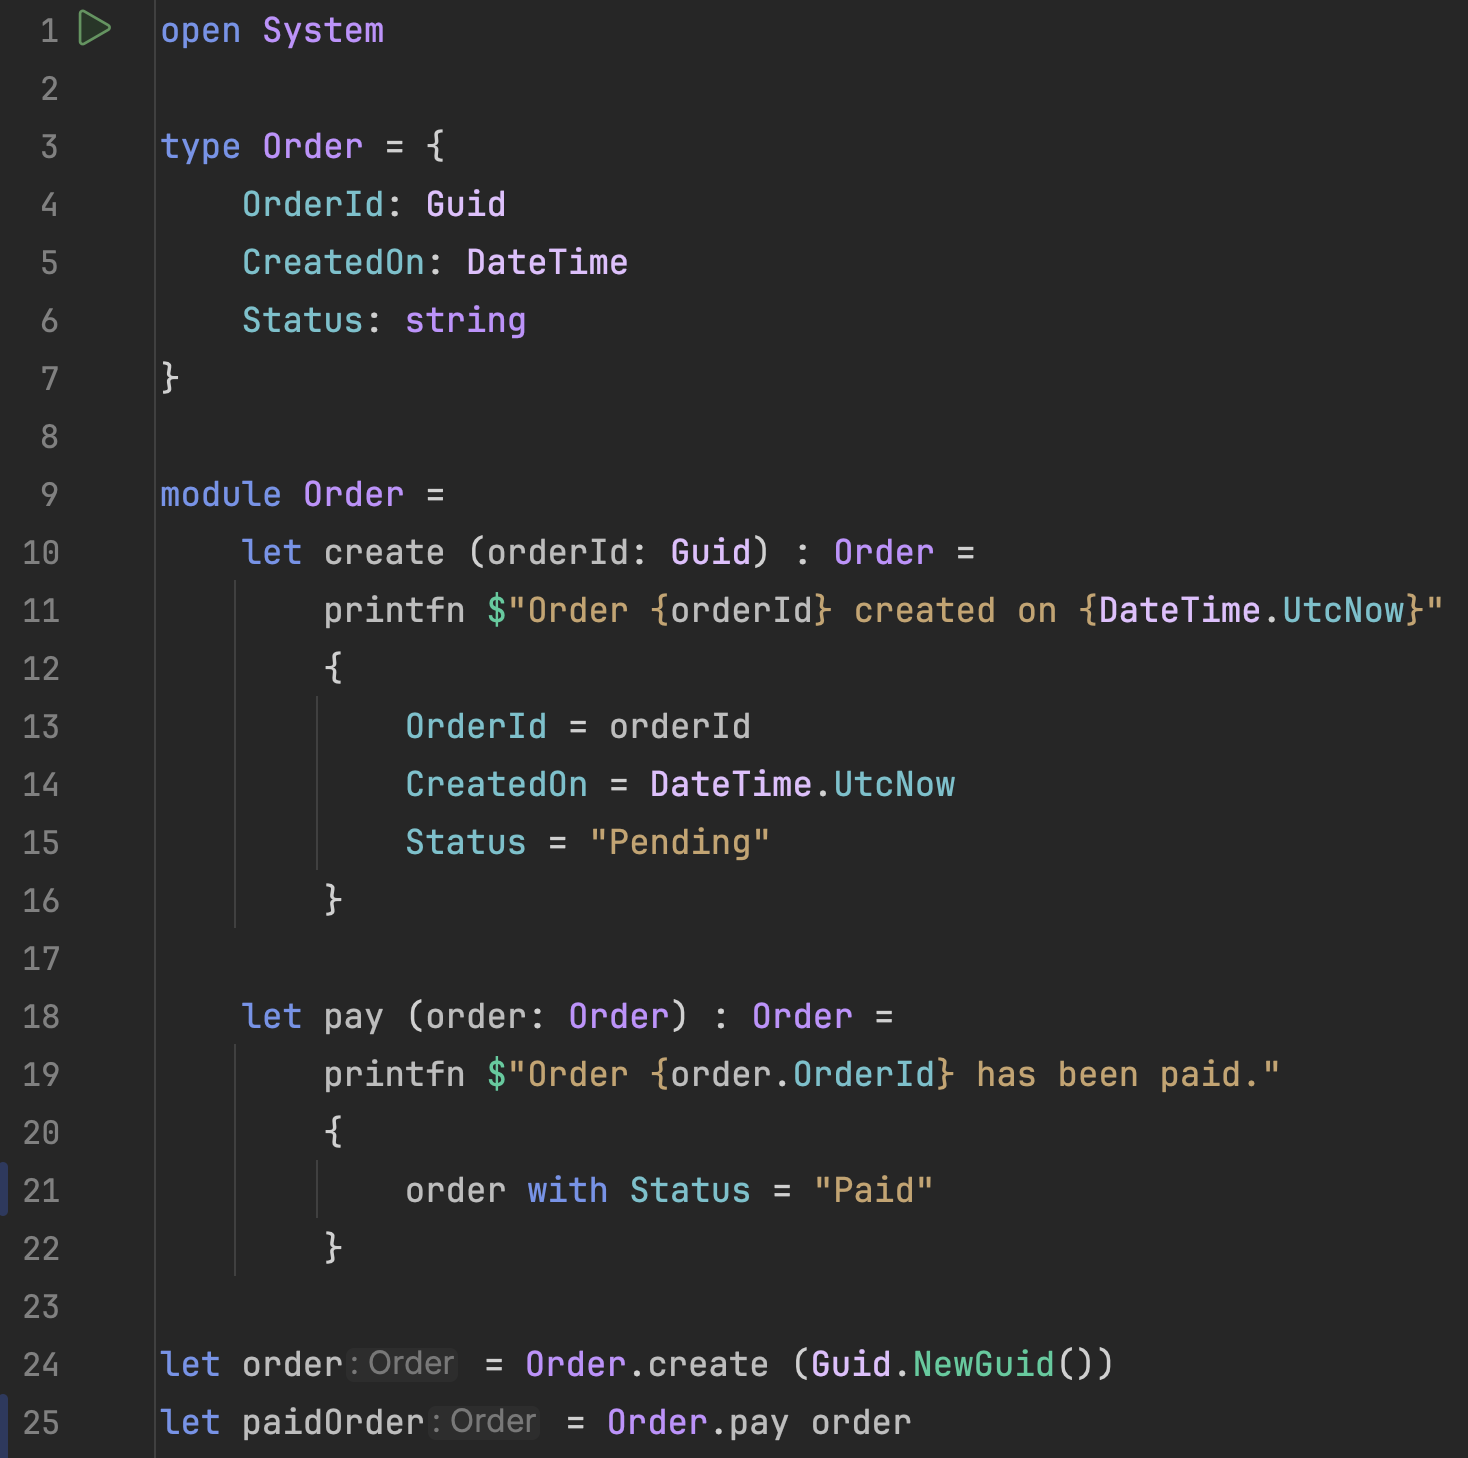 1 open System
2
3 type Order = {
4     OrderId: Guid
5     CreatedOn: DateTime
6     Status: string
7 }
8
9 module Order =
10     let create (orderId: Guid) : Order =
11         printfn $"Order {orderId} created on {DateTime.UtcNow}"
12         {
13             OrderId = orderId
14             CreatedOn = DateTime.UtcNow
15             Status = "Pending"
16         }
17
18     let pay (order: Order) : Order =
19         printfn $"Order {order.OrderId} has been paid."
20         {
21             order with Status = "Paid"
22         }
23
24 let order : Order = Order.create (Guid.NewGuid())
25 let paidOrder : Order = Order.pay order